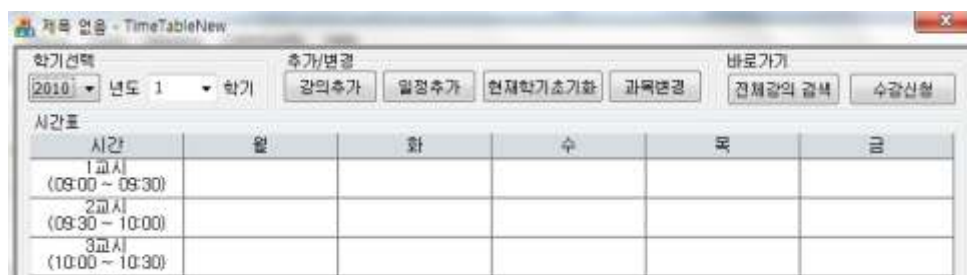 제목 없음 - TimeTableNew
학기선택 추가/변경 바로가기
2010 년도 1 학기 강의추가 일정추가 현재학기초기화 과목변경 전체강의 검색 수강신청
시간표
시간 월 화 수 목 금
1교시
(09:00 ~ 09:30)
2교시
(09:30 ~ 10:00)
3교시
(10:00 ~ 10:30)